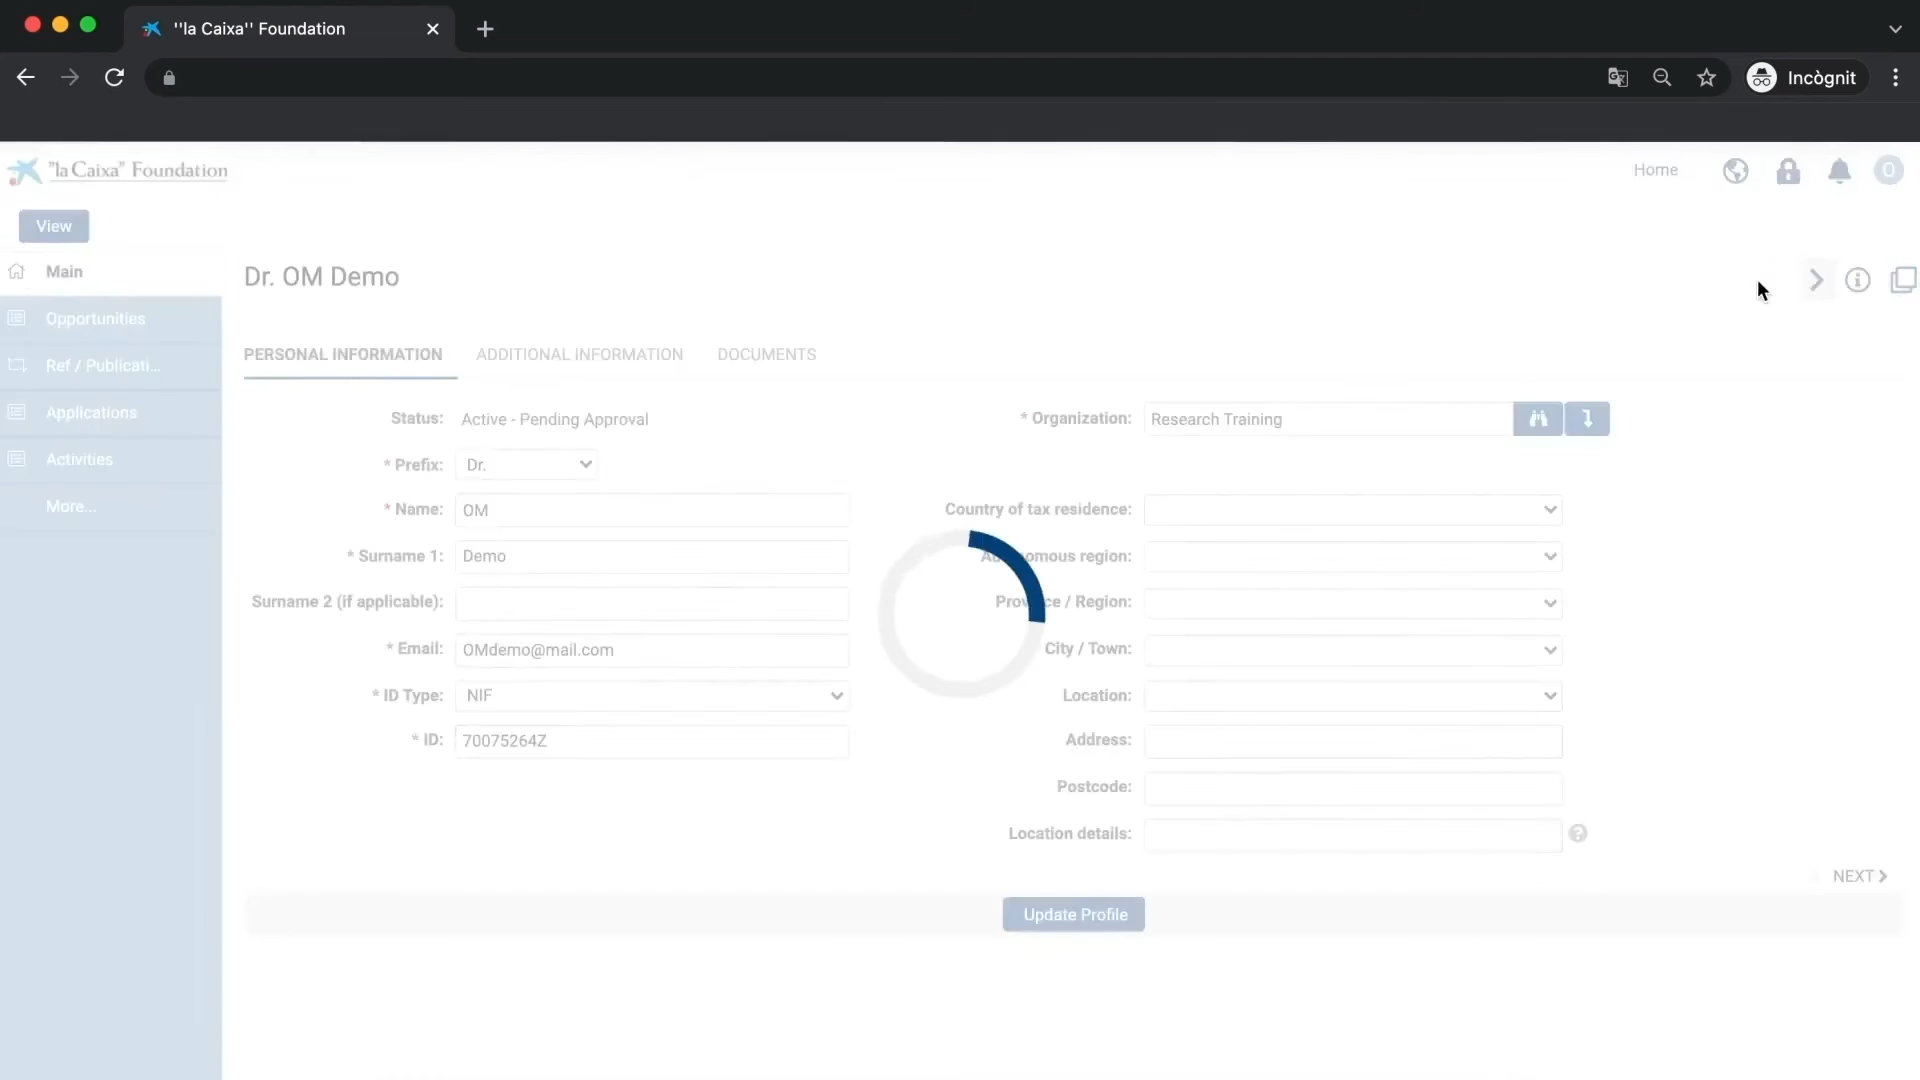 ''la Caixa'' Foundation
Incògnit
"la Caixa" Foundation
Home
O
View
Main
Opportunities
Ref / Publicati...
Applications
Activities
More...
Dr. OM Demo
PERSONAL INFORMATION
ADDITIONAL INFORMATION
DOCUMENTS
Status: Active - Pending Approval
* Prefix: Dr.
* Name: OM
* Surname 1: Demo
Surname 2 (if applicable):
* Email: OMdemo@mail.com
* ID Type: NIF
* ID: 70075264Z
* Organization: Research Training
Country of tax residence:
Autonomous region:
Province / Region:
City / Town:
Location:
Address:
Postcode:
Location details:
NEXT
Update Profile